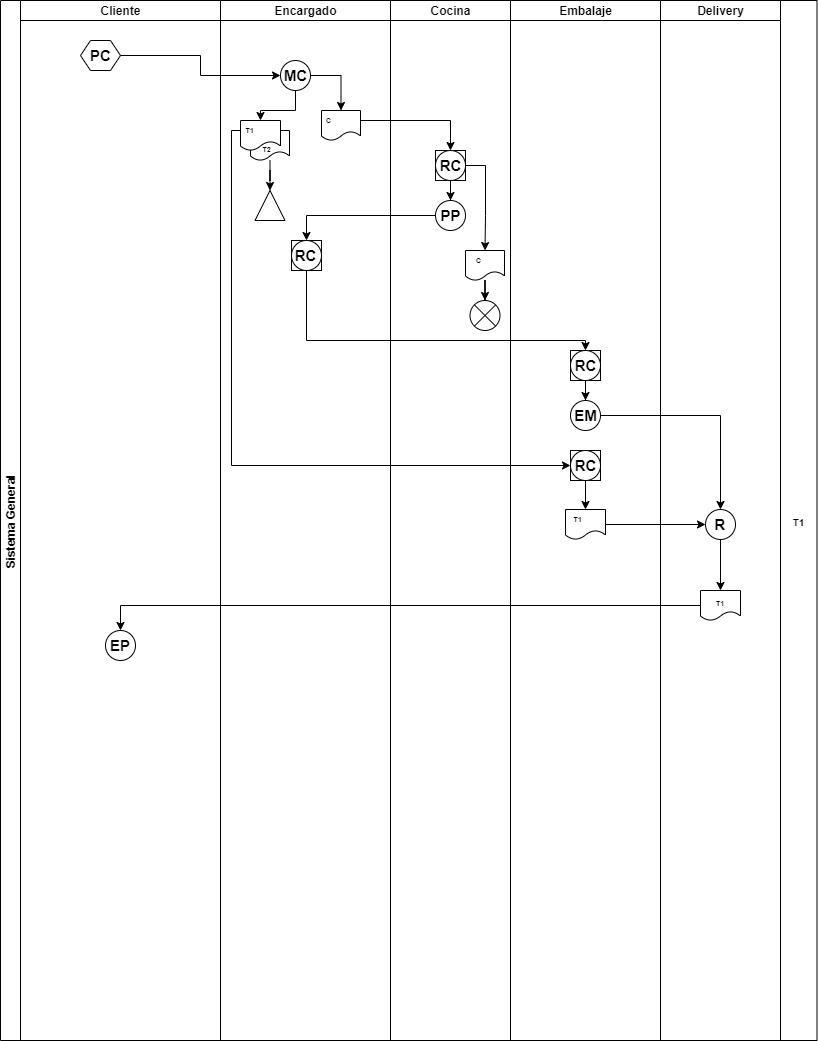 Cliente
Encargado
Cocina
Embalaje
Delivery
PC
MC
T1
T2
C
RC
PP
RC
C
RC
EM
RC
T1
R
T1
T1
EP
Sistema General